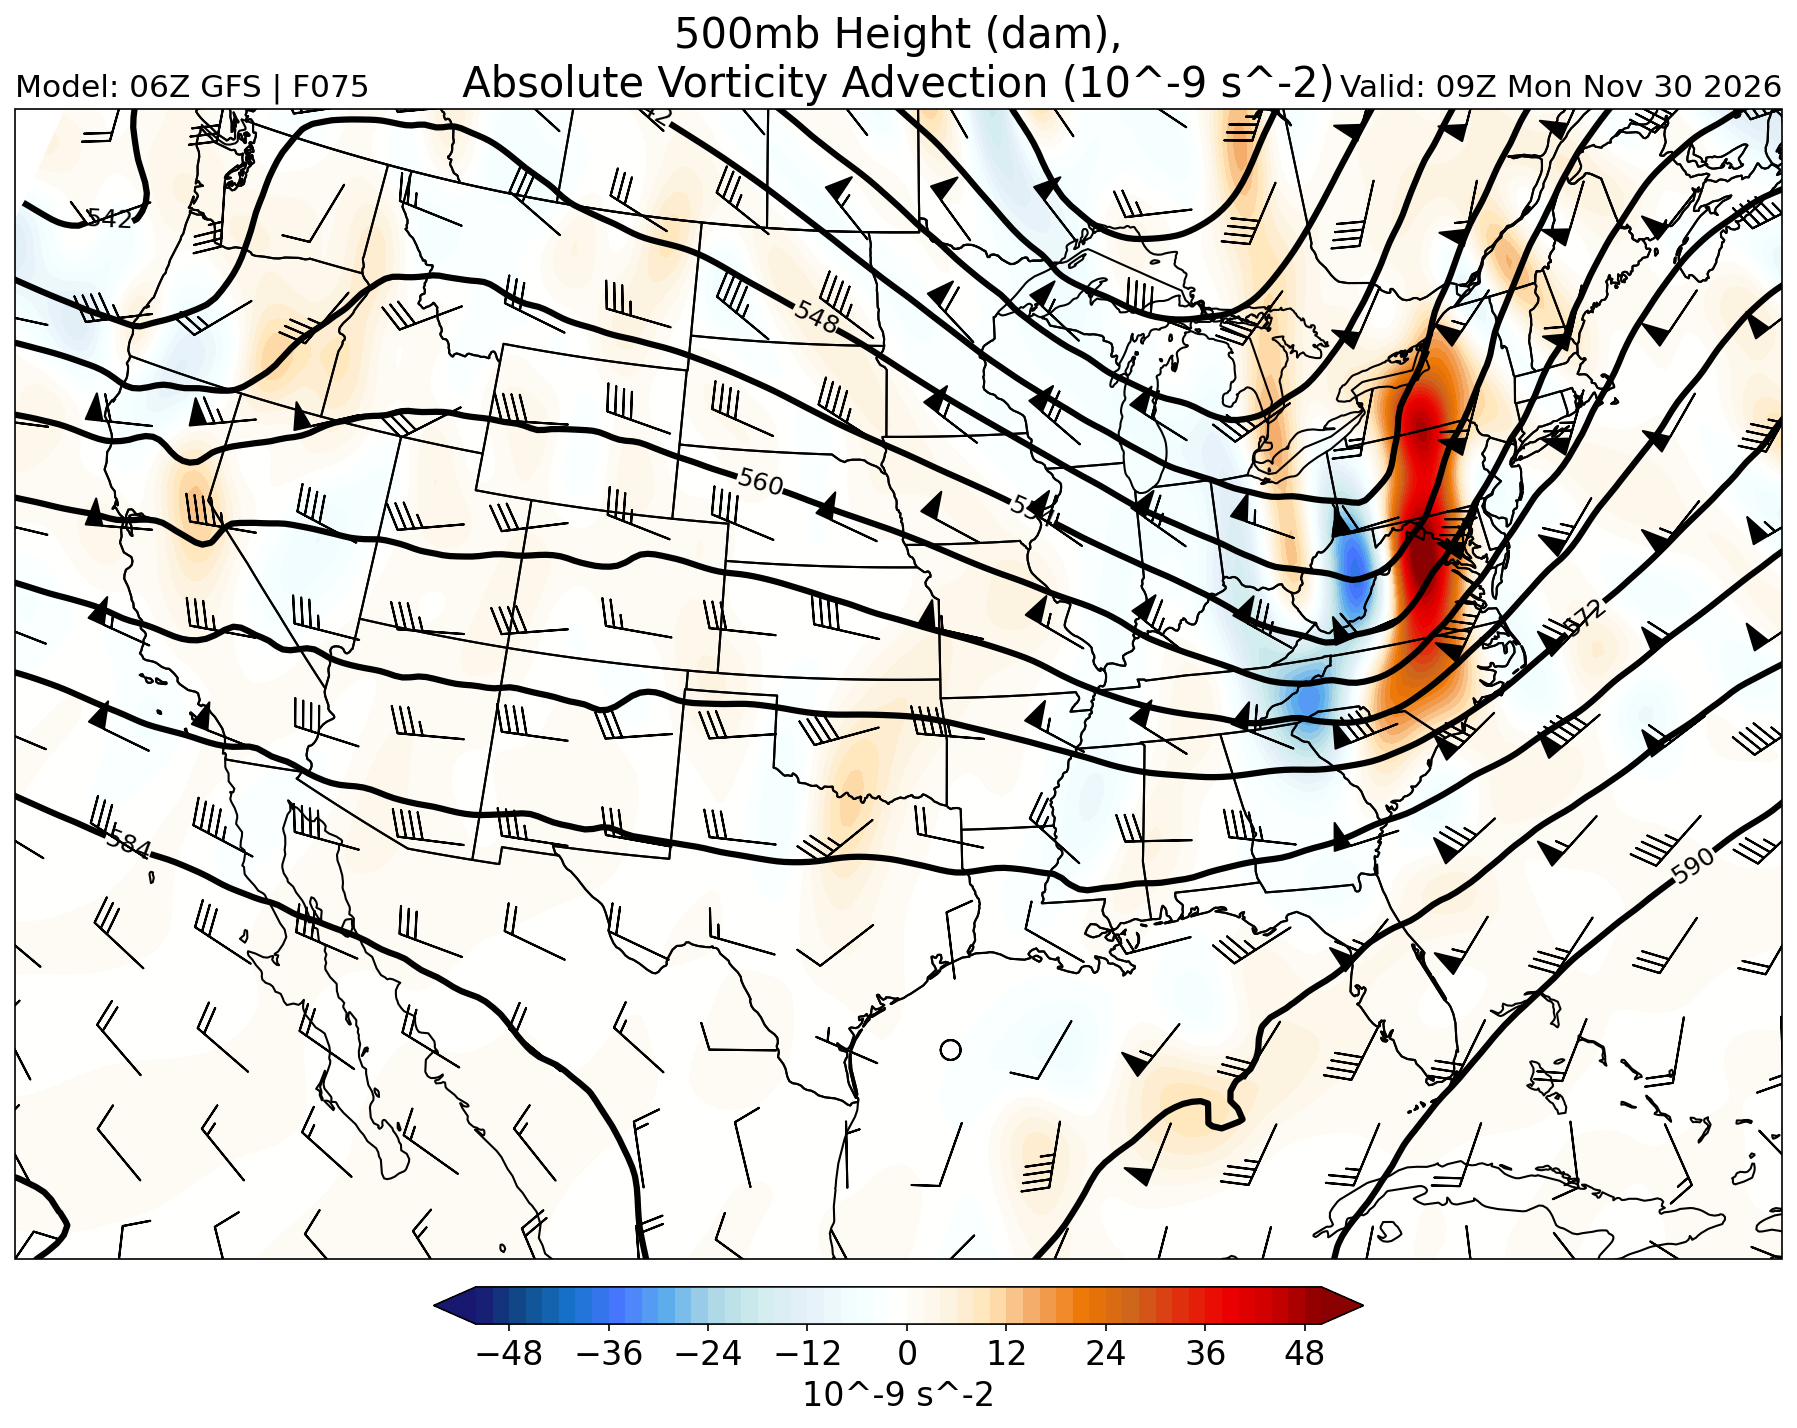 500mb Height (dam),
Model: 06Z GFS | F075
Absolute Vorticity Advection (10^-9 s^-2)
Valid: 09Z Mon Nov 30 2026
542
548
560
572
584
590
−48 −36 −24 −12 0 12 24 36 48
10^-9 s^-2